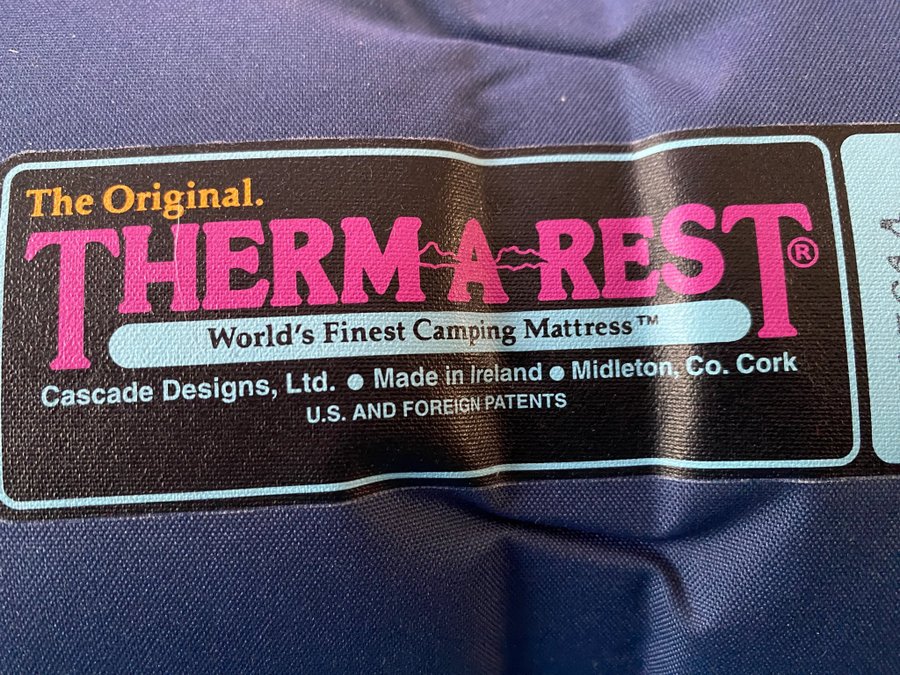 The Original.
THERM-A-REST®
World's Finest Camping Mattress™
Cascade Designs, Ltd. ● Made in Ireland ● Midleton, Co. Cork
U.S. AND FOREIGN PATENTS